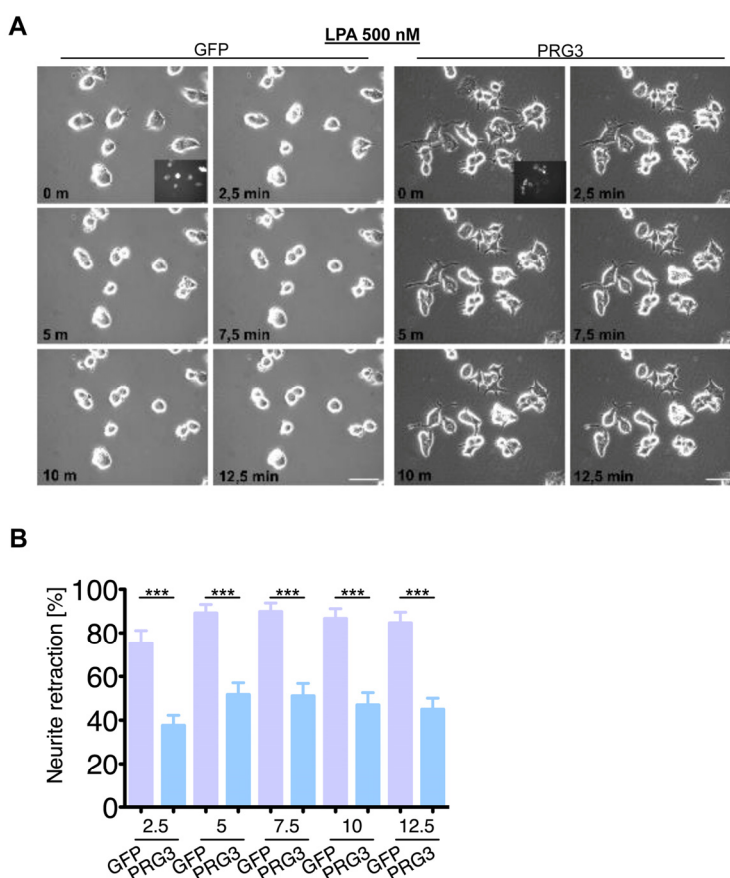 A
LPA 500 nM
GFP PRG3
0 m 2,5 min 0 m 2,5 min
5 m 7,5 min 5 m 7,5 min
10 m 12,5 min 10 m 12,5 min
B
Neurite retraction [%]
100
80
60
40
20
0
*** *** *** *** ***
2.5 5 7.5 10 12.5
GFP PRG3 GFP PRG3 GFP PRG3 GFP PRG3 GFP PRG3